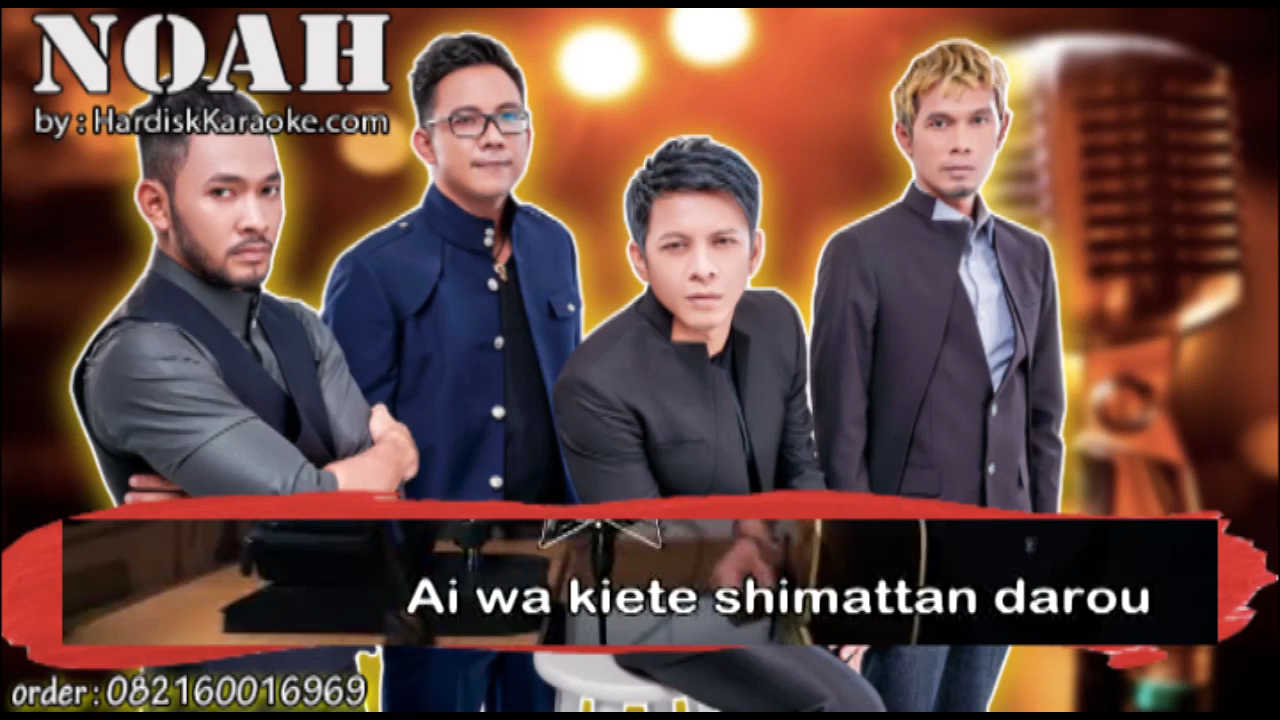 NOAH
by : HardiskKaraoke.com
Ai wa kiete shimattan darou
order : 082160016969